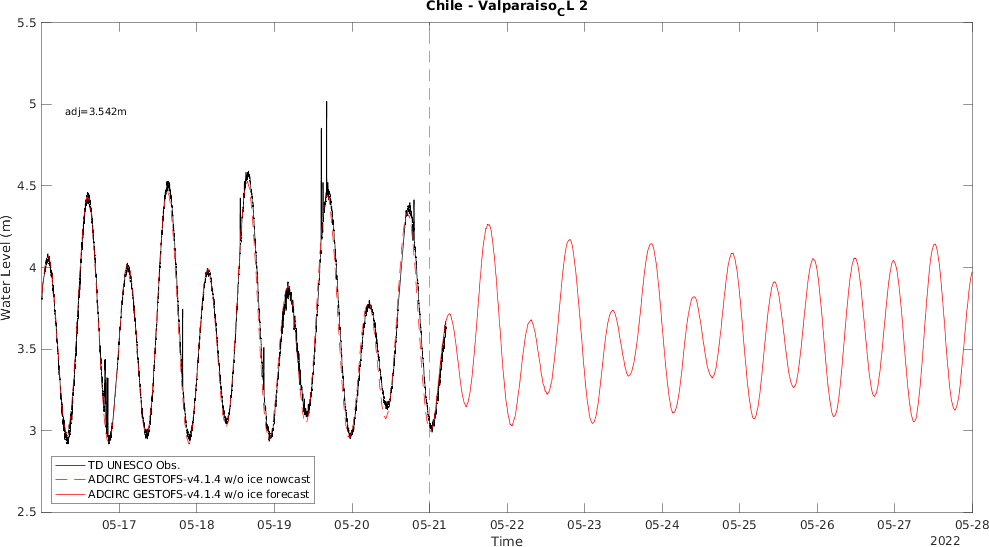 Chile - Valparaiso_CL 2
5.5
5
adj=3.542m
4.5
4
Water Level (m)
3.5
3
2.5
TD UNESCO Obs.
ADCIRC GESTOFS-v4.1.4 w/o ice nowcast
ADCIRC GESTOFS-v4.1.4 w/o ice forecast
05-17 05-18 05-19 05-20 05-21 05-22 05-23 05-24 05-25 05-26 05-27 05-28
Time
2022